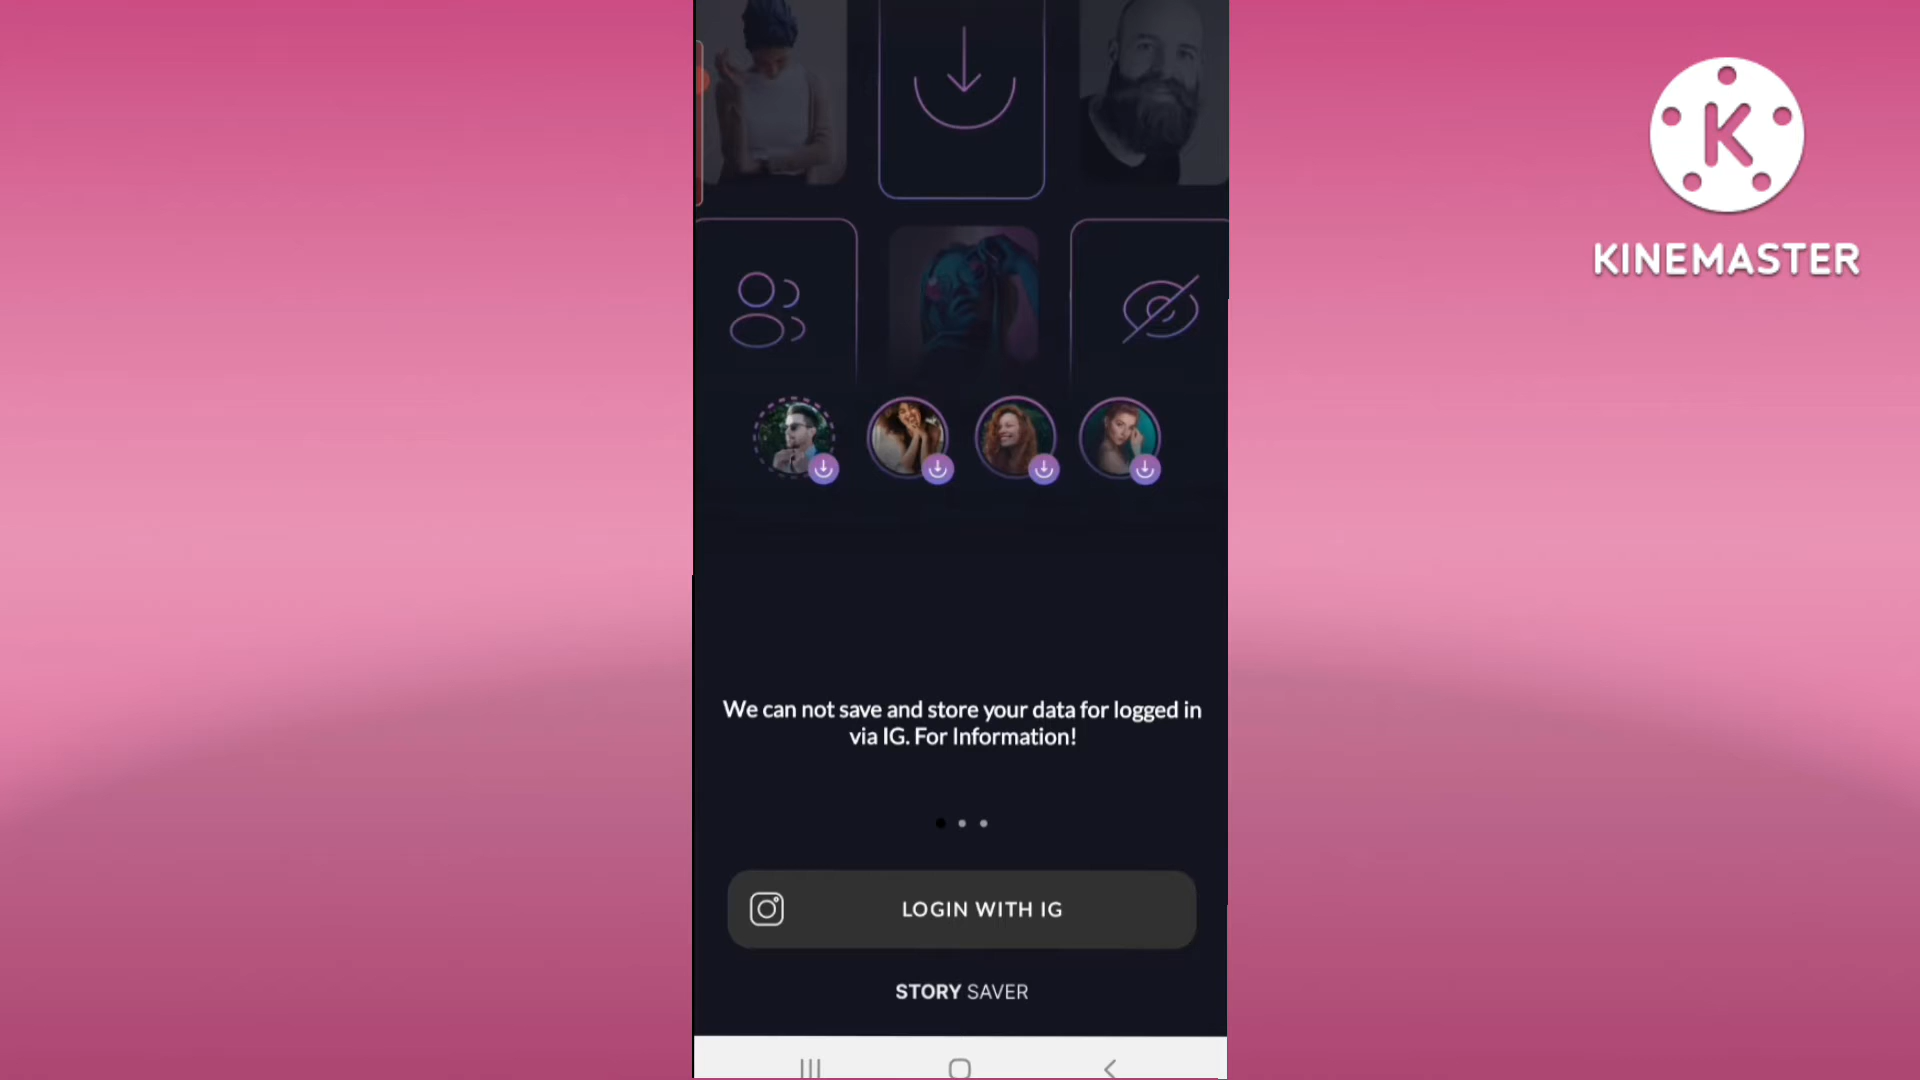 K
KINEMASTER
We can not save and store your data for logged in
via IG. For Information!
LOGIN WITH IG
STORY SAVER